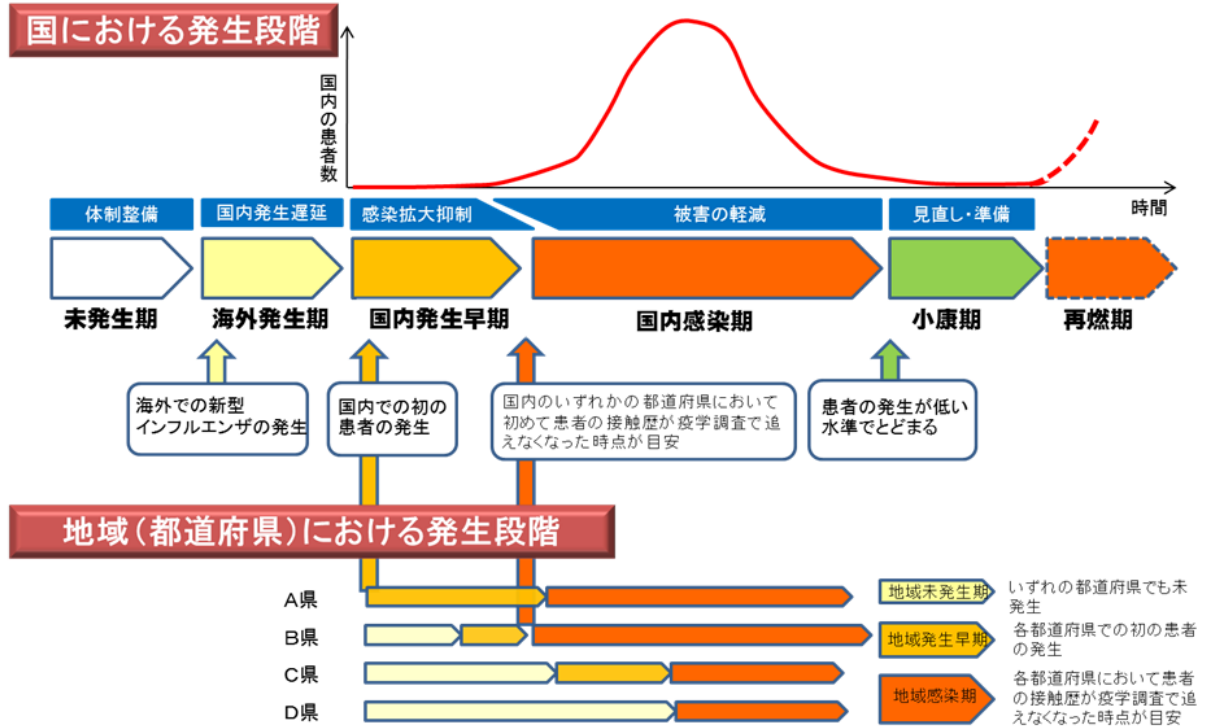 国における発生段階
国内の患者数
時間
体制整備
国内発生遅延
感染拡大抑制
被害の軽減
見直し・準備
未発生期
海外発生期
国内発生早期
国内感染期
小康期
再燃期
海外での新型
インフルエンザの発生
国内での初の
患者の発生
国内のいずれかの都道府県において
初めて患者の接触歴が疫学調査で追
えなくなった時点が目安
患者の発生が低い
水準でとどまる
地域(都道府県)における発生段階
A県
B県
C県
D県
地域未発生期
いずれの都道府県でも未
発生
地域発生早期
各都道府県での初の患者
の発生
地域感染期
各都道府県において患者
の接触歴が疫学調査で追
えなくなった時点が目安